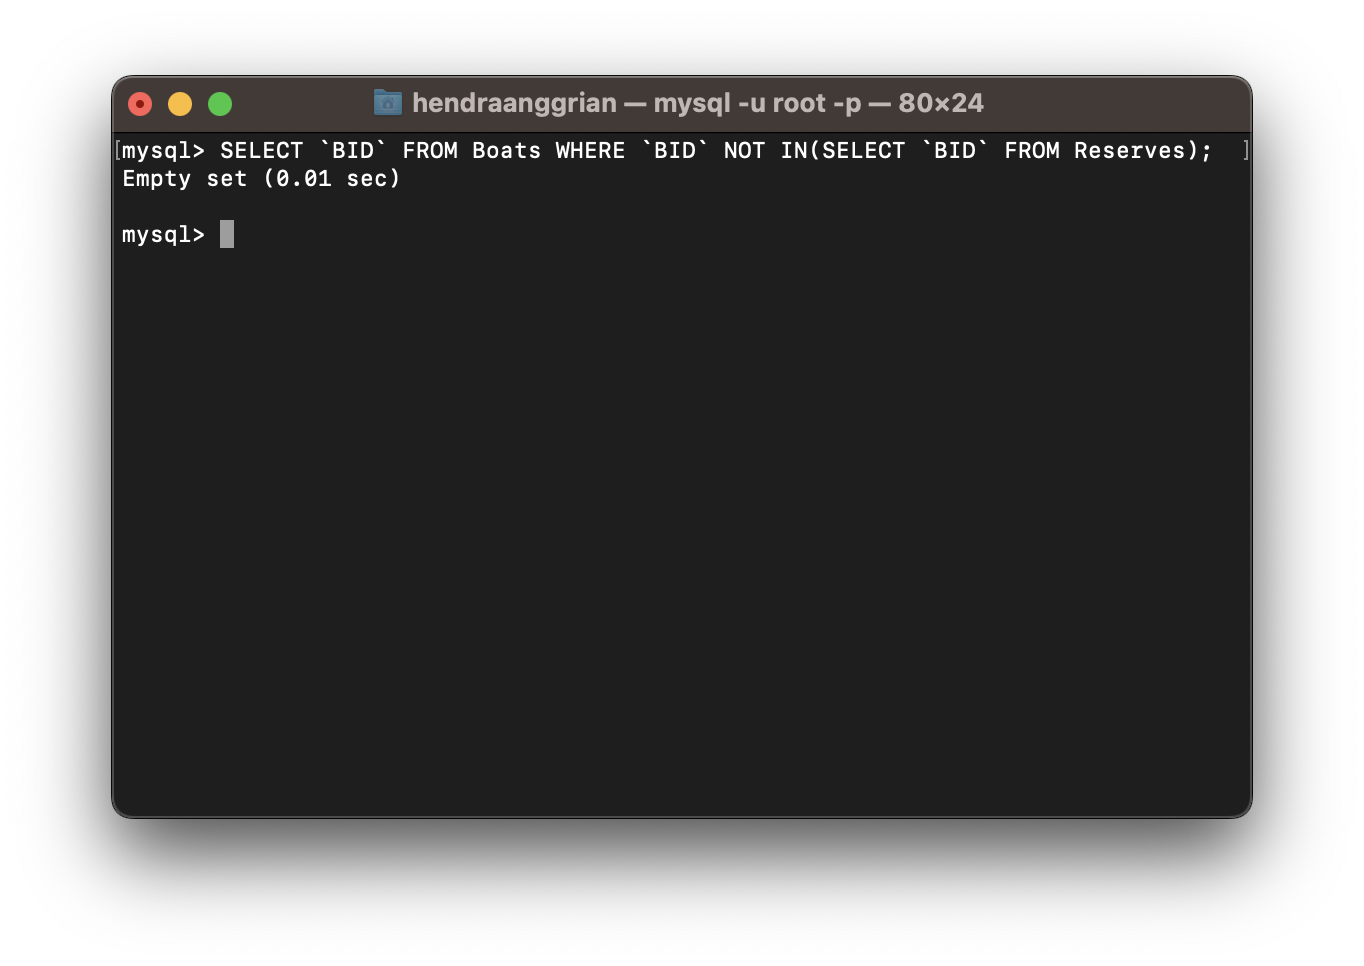 hendraanggrian — mysql -u root -p — 80×24
[mysql> SELECT `BID` FROM Boats WHERE `BID` NOT IN(SELECT `BID` FROM Reserves); ]
Empty set (0.01 sec)
mysql>